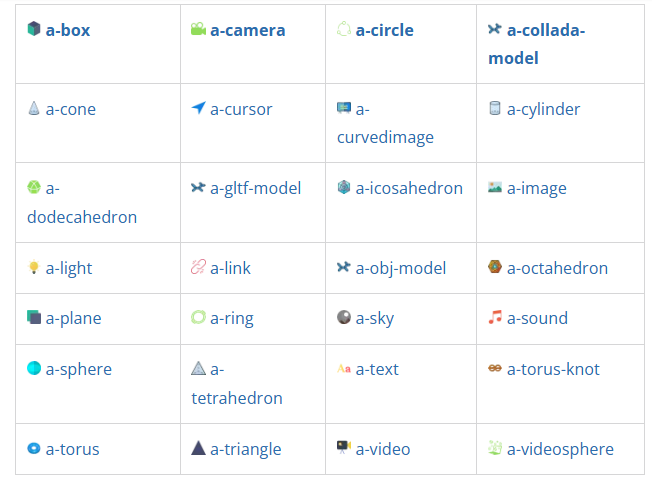 a-box
a-camera
a-circle
a-collada-
model
a-cone
a-cursor
a-
curvedimage
a-cylinder
a-
dodecahedron
a-gltf-model
a-icosahedron
a-image
a-light
a-link
a-obj-model
a-octahedron
a-plane
a-ring
a-sky
a-sound
a-sphere
a-
tetrahedron
a-text
a-torus-knot
a-torus
a-triangle
a-video
a-videosphere